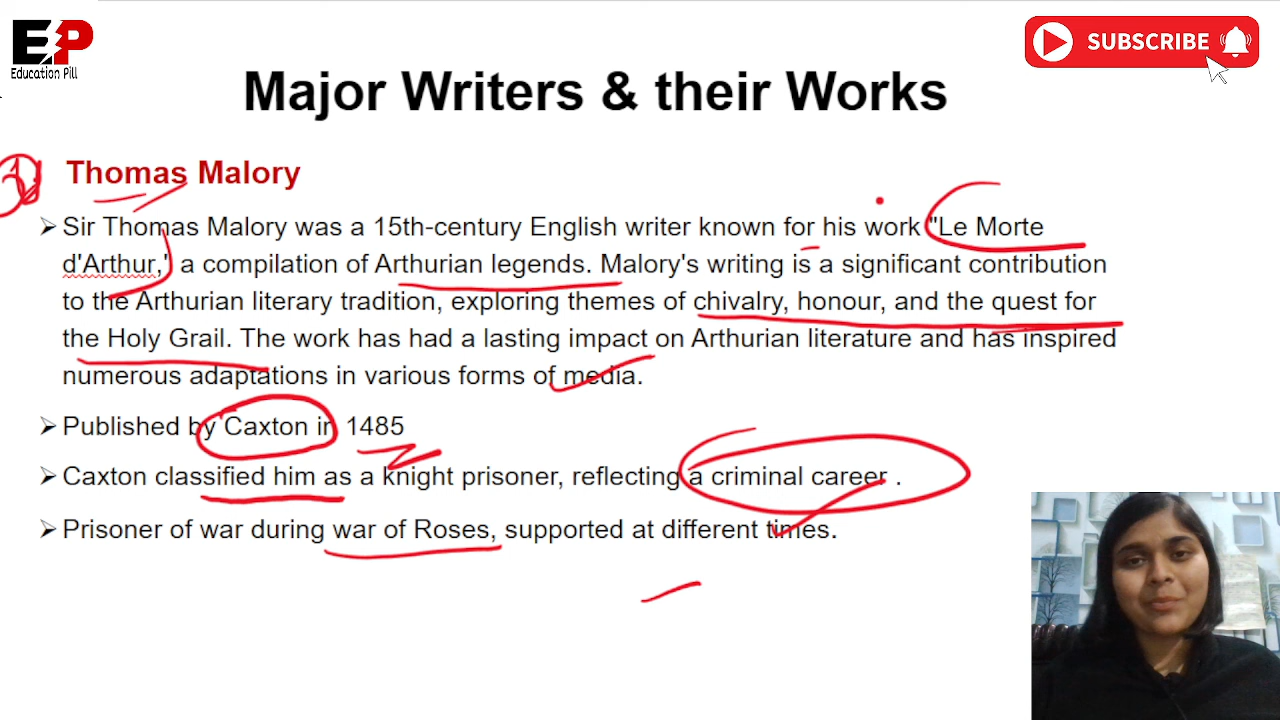 EP
Education Pill
SUBSCRIBE
Major Writers & their Works
Thomas Malory
➢ Sir Thomas Malory was a 15th-century English writer known for his work "Le Morte
d'Arthur," a compilation of Arthurian legends. Malory's writing is a significant contribution
to the Arthurian literary tradition, exploring themes of chivalry, honour, and the quest for
the Holy Grail. The work has had a lasting impact on Arthurian literature and has inspired
numerous adaptations in various forms of media.
➢ Published by Caxton in 1485
➢ Caxton classified him as a knight prisoner, reflecting a criminal career .
➢ Prisoner of war during war of Roses, supported at different times.